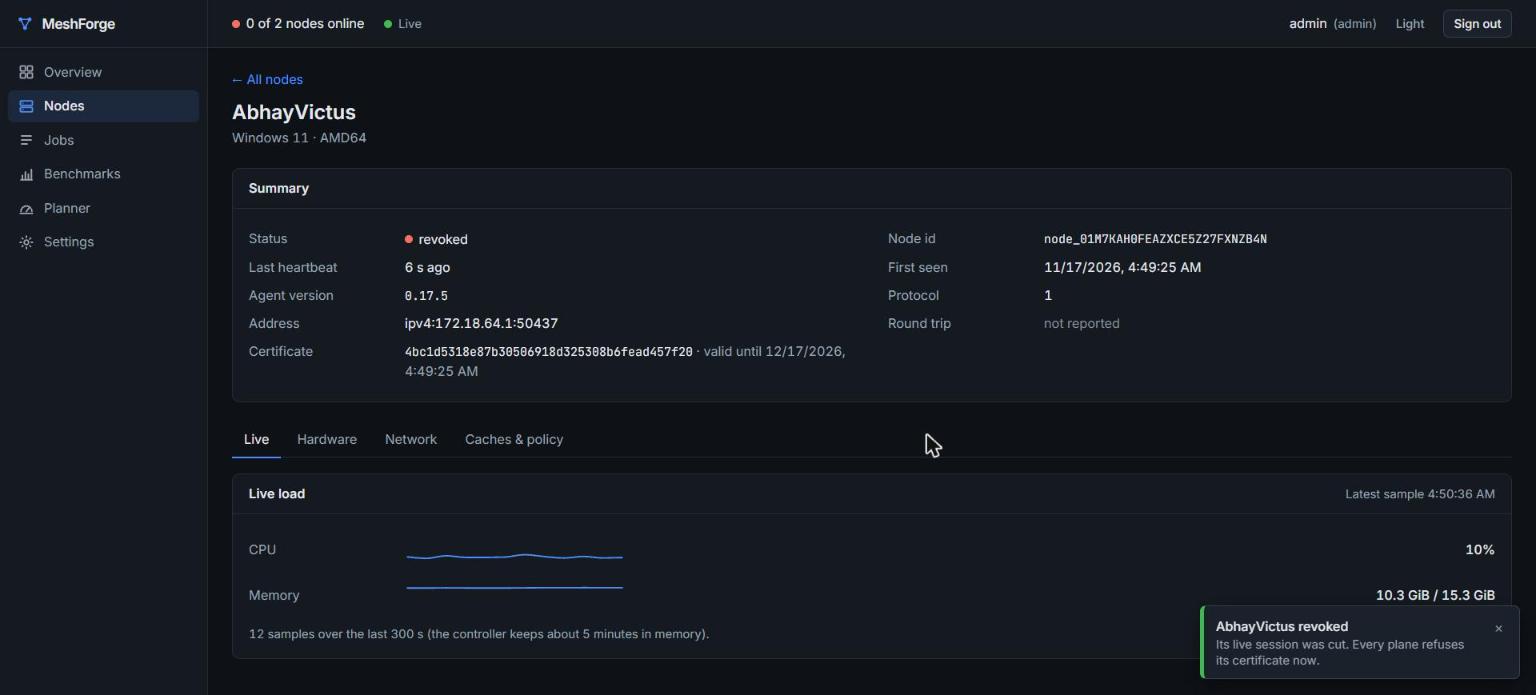 MeshForge
0 of 2 nodes online
Live
admin (admin)
Light
Sign out
Overview
Nodes
Jobs
Benchmarks
Planner
Settings
← All nodes
AbhayVictus
Windows 11 · AMD64
Summary
Status
revoked
Last heartbeat
6 s ago
Agent version
0.17.5
Address
ipv4:172.18.64.1:50437
Certificate
4bc1d5318e87b30506918d325308b6fead457f20 · valid until 12/17/2026,
4:49:25 AM
Node id
node_01M7KAH0FEAZXCE5Z27FXNZB4N
First seen
11/17/2026, 4:49:25 AM
Protocol
1
Round trip
not reported
Live
Hardware
Network
Caches & policy
Live load
Latest sample 4:50:36 AM
CPU
10%
Memory
10.3 GiB / 15.3 GiB
12 samples over the last 300 s (the controller keeps about 5 minutes in memory).
AbhayVictus revoked
×
Its live session was cut. Every plane refuses
its certificate now.